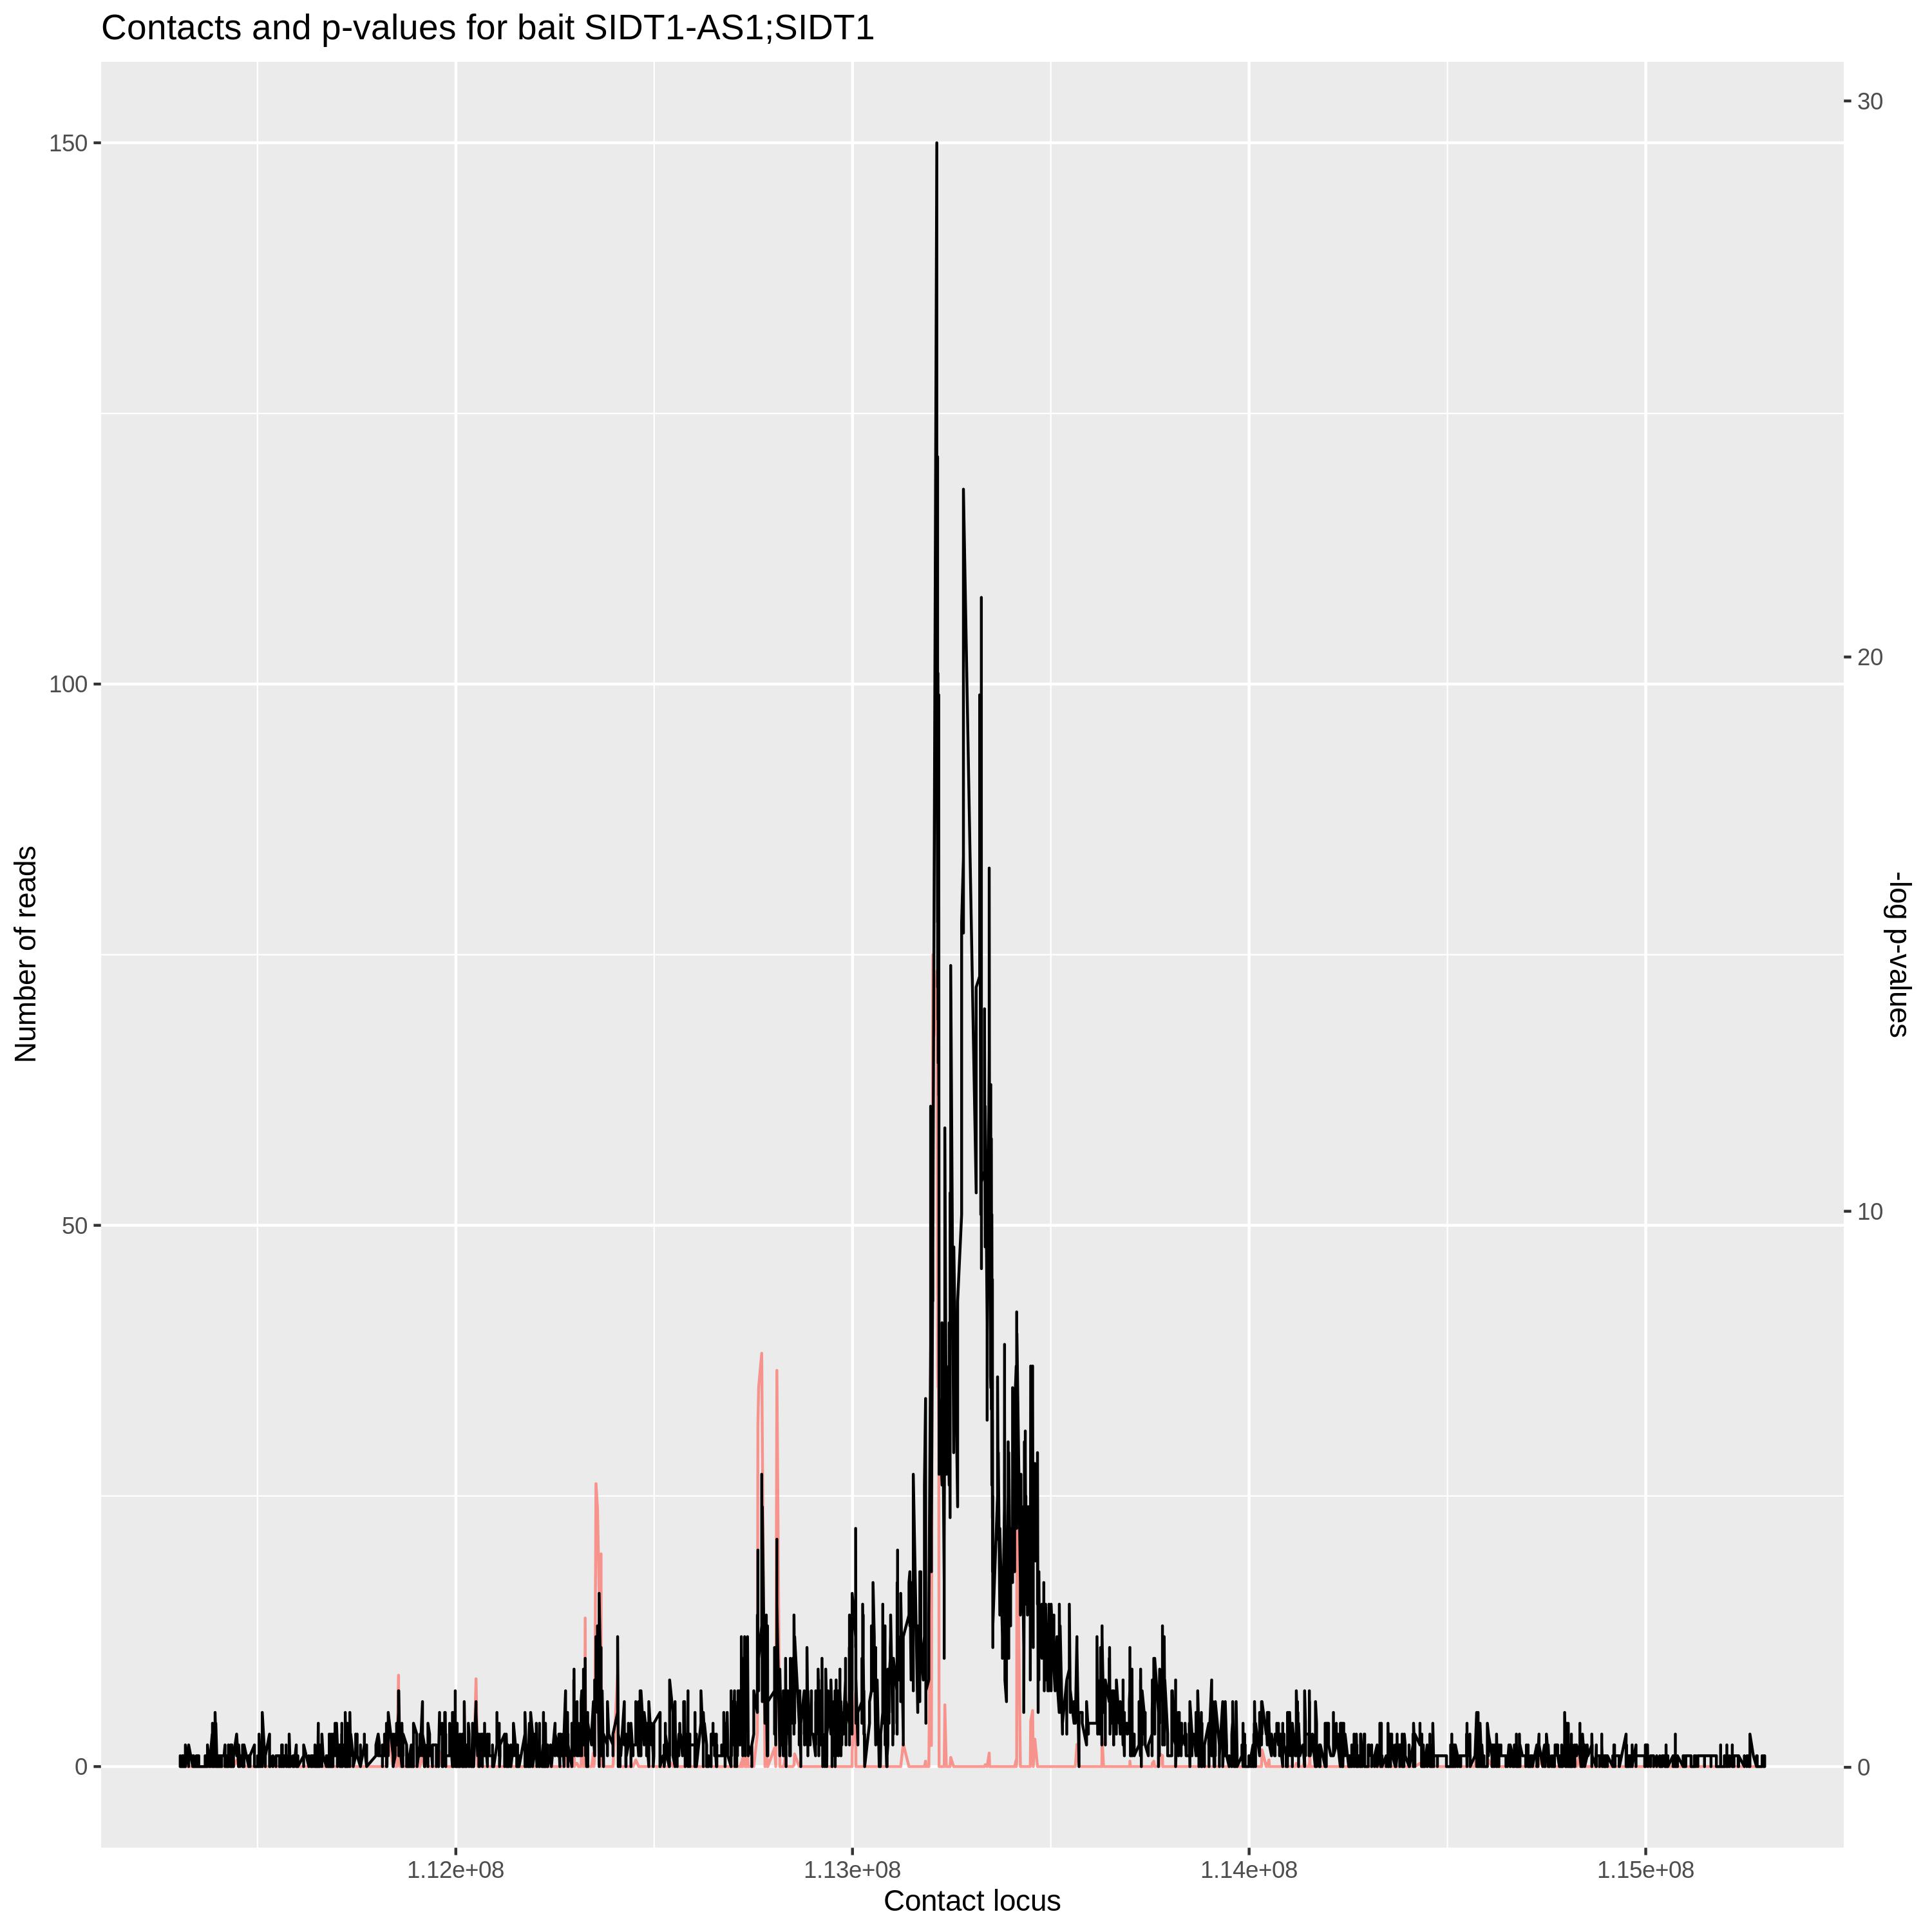 Contacts and p-values for bait SIDT1-AS1;SIDT1
150
100
50
0
Number of reads
30
20
10
0
-log p-values
1.12e+08
1.13e+08
1.14e+08
1.15e+08
Contact locus